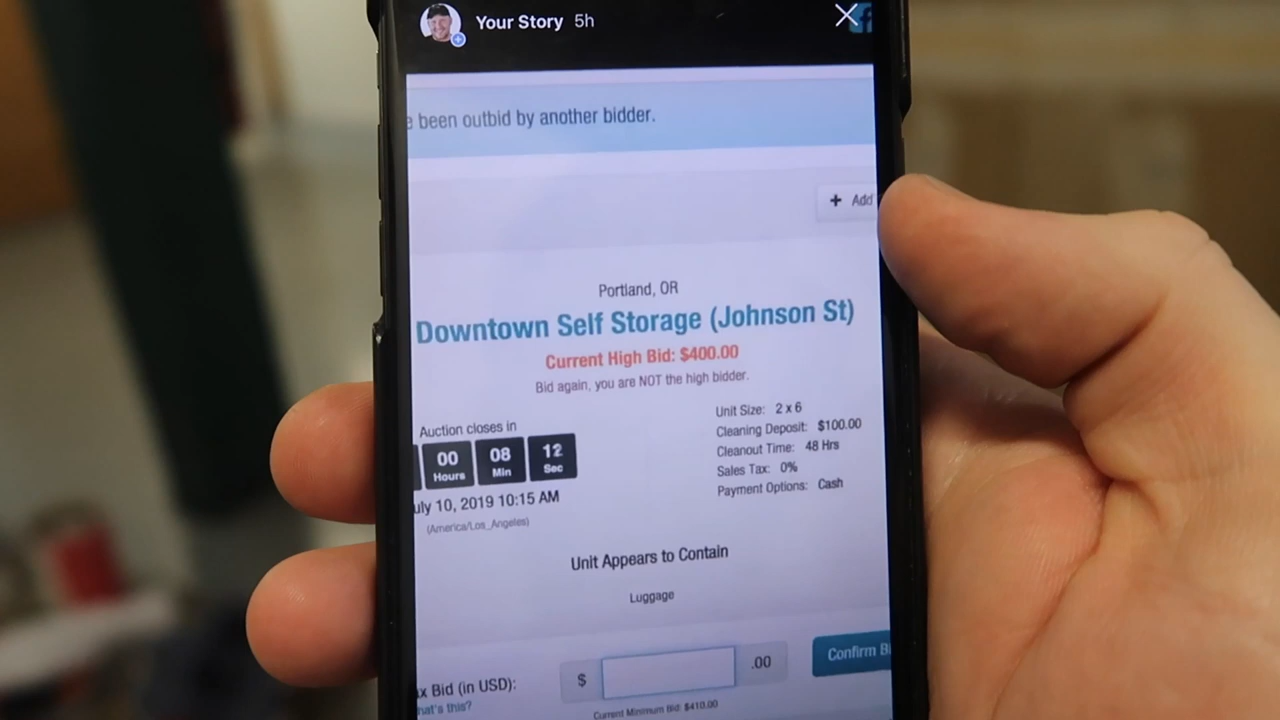 Your Story 5h
been outbid by another bidder.
+ Add
Portland, OR
Downtown Self Storage (Johnson St)
Current High Bid: $400.00
Bid again, you are NOT the high bidder.
Auction closes in
00 08 12
Hours Min Sec
uly 10, 2019 10:15 AM
(America/Los_Angeles)
Unit Size: 2 x 6
Cleaning Deposit: $100.00
Cleanout Time: 48 Hrs
Sales Tax: 0%
Payment Options: Cash
Unit Appears to Contain
Luggage
x Bid (in USD):
$ .00
Confirm B
hat's this?
Current Minimum Bid: $410.00